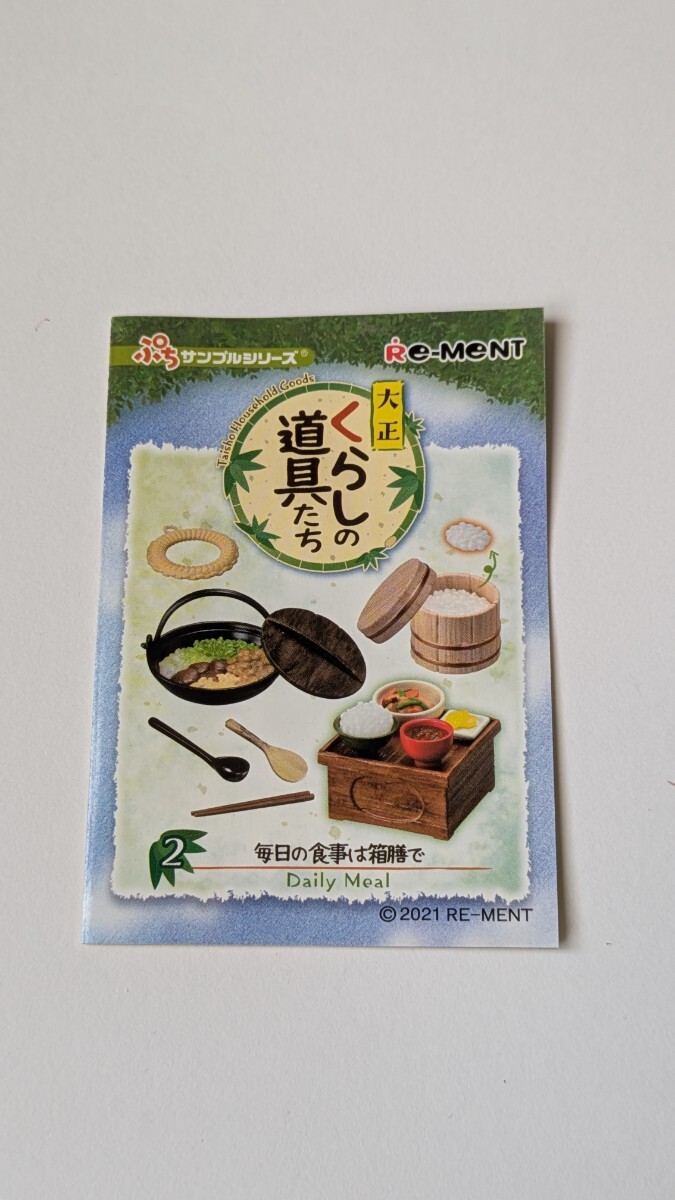 ぷちサンプルシリーズ®
Re-MeNT
Taisho Household Goods
大正
くらしの
道具たち
2
毎日の食事は箱膳で
Daily Meal
©2021 RE-MENT